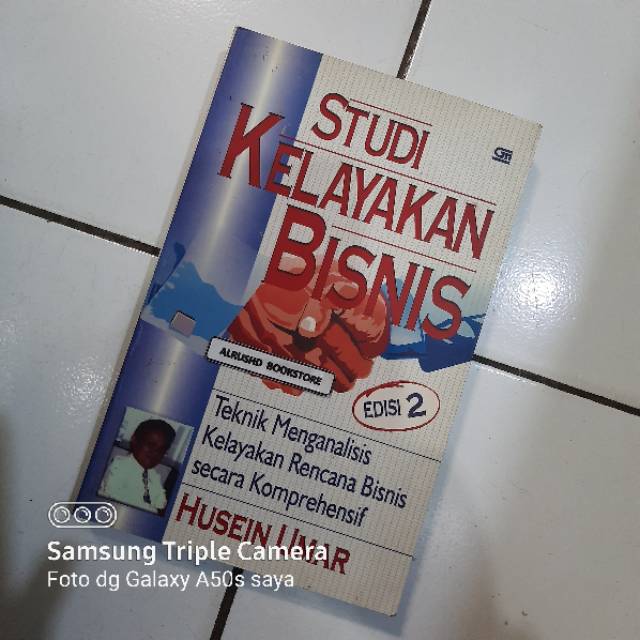 STUDI
KELAYAKAN
BISNIS
ALRUSHD BOOKSTORE
EDISI 2
Teknik Menganalisis
Kelayakan Rencana Bisnis
secara Komprehensif
HUSEIN UMAR
Samsung Triple Camera
Foto dg Galaxy A50s saya